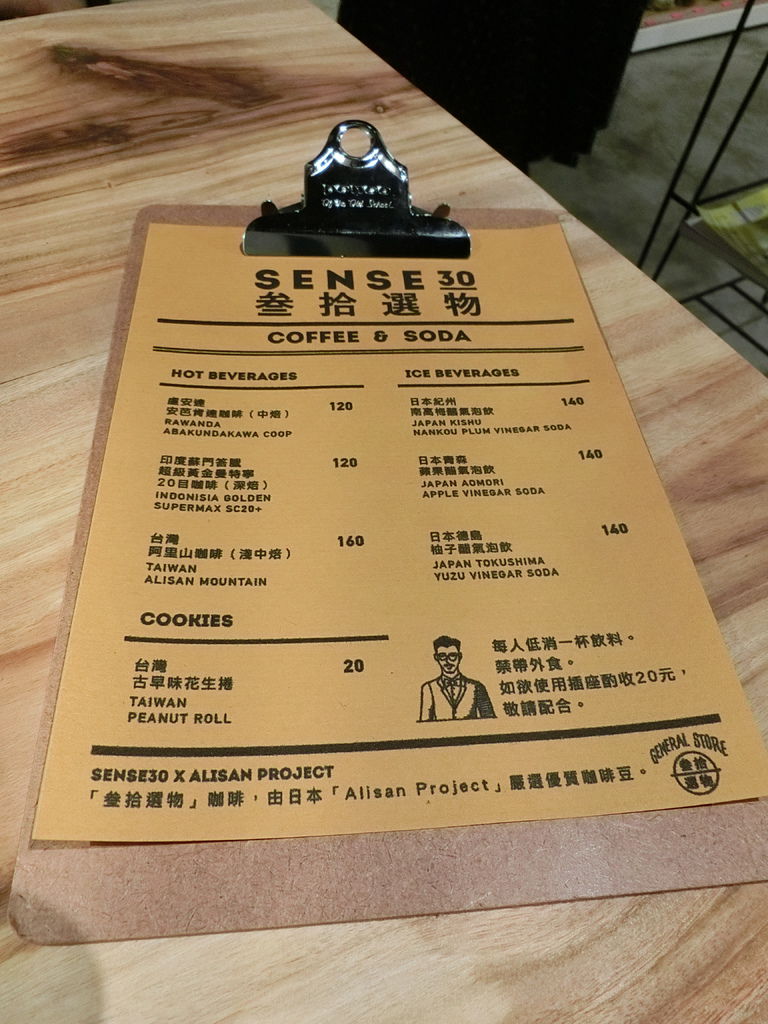 SENSE 30
叁拾選物
COFFEE & SODA
HOT BEVERAGES
盧安達
安芭肯達咖啡（中焙）
120
RAWANDA
ABAKUNDAKAWA COOP
印度蘇門答臘
超級黃金曼特寧
20目咖啡（深焙）
120
INDONISIA GOLDEN
SUPERMAX SC20+
台灣
阿里山咖啡（淺中焙）
160
TAIWAN
ALISAN MOUNTAIN
COOKIES
台灣
古早味花生捲
20
TAIWAN
PEANUT ROLL
ICE BEVERAGES
日本紀州
南高梅醋氣泡飲
140
JAPAN KISHU
NANKOU PLUM VINEGAR SODA
日本青森
蘋果醋氣泡飲
140
JAPAN AOMORI
APPLE VINEGAR SODA
日本德島
柚子醋氣泡飲
140
JAPAN TOKUSHIMA
YUZU VINEGAR SODA
每人低消一杯飲料。
禁帶外食。
如欲使用插座酌收20元，
敬請配合。
SENSE30 X ALISAN PROJECT
「叁拾選物」咖啡，由日本「Alisan Project」嚴選優質咖啡豆。
GENERAL STORE
叁拾
選物